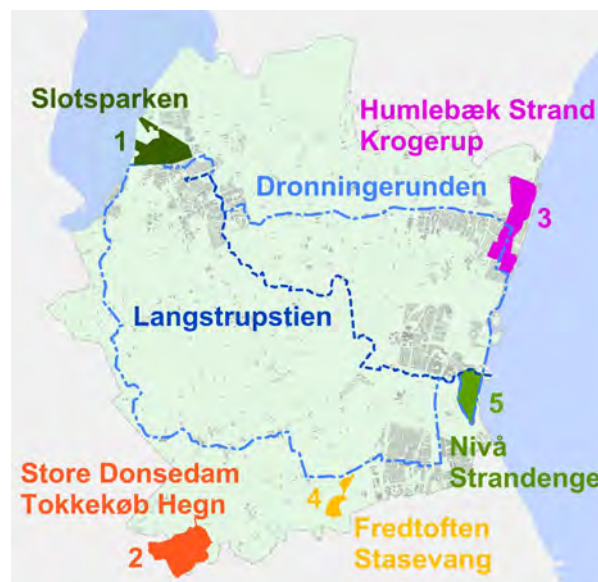 Slotsparken
1
Humlebæk Strand
Krogerup
Dronningerunden
3
Langstrupstien
5
Nivå
Strandenge
Store Donsedam
Tokkekøb Hegn
4
2
Fredtoften
Stasevang